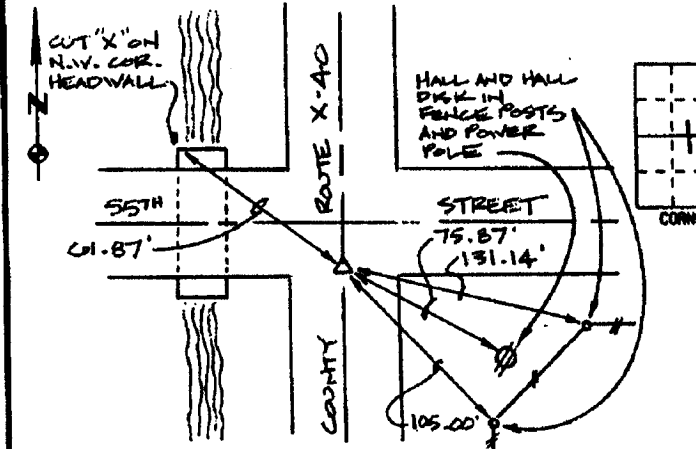 CUT "X" ON
N.W. COR.
HEADWALL
N
ROUTE X-40
HALL AND HALL
DISK IN
FENCE POSTS
AND POWER
POLE
55TH
STREET
61.87'
75.87'
131.14'
COUNTY
105.00'